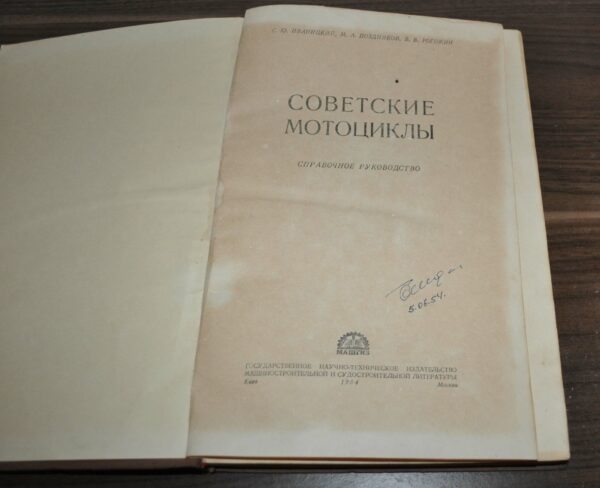 С. Ю. ИВАНИЦКИЙ, М. А. ПОЗДНЯКОВ,
СОВЕТСКИЕ
МОТОЦИКЛЫ
СПРАВОЧНОЕ РУКОВОДСТВО
5.06.54.
МАШГИЗ
ГОСУДАРСТВЕННОЕ НАУЧНО-ТЕХНИЧЕСКОЕ ИЗДАТЕЛЬСТВО
МАШИНОСТРОИТЕЛЬНОЙ И СУДОСТРОИТЕЛЬНОЙ ЛИТЕРАТУРЫ
Киев 1954 Москва